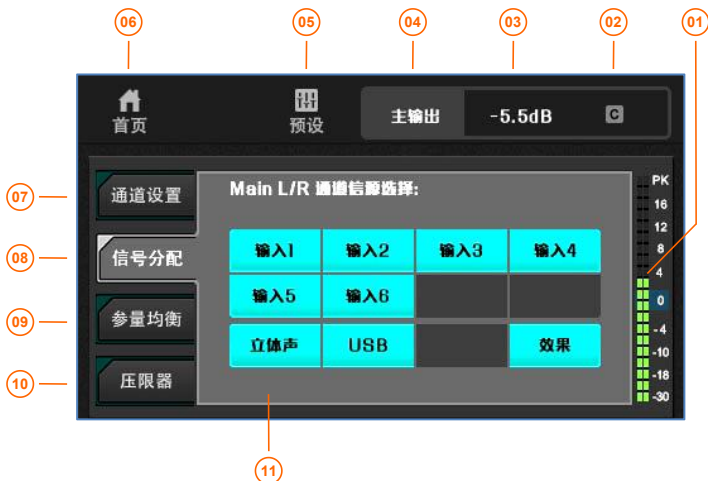 06 05 04 03 02 01
首页 预设 主输出 -5.5dB C
07 通道设置
08 信号分配
09 参量均衡
10 压限器
Main L/R 通道信源选择:
输入1 输入2 输入3 输入4
输入5 输入6
立体声 USB 效果
PK
16
12
8
4
0
-4
-10
-18
-30
11